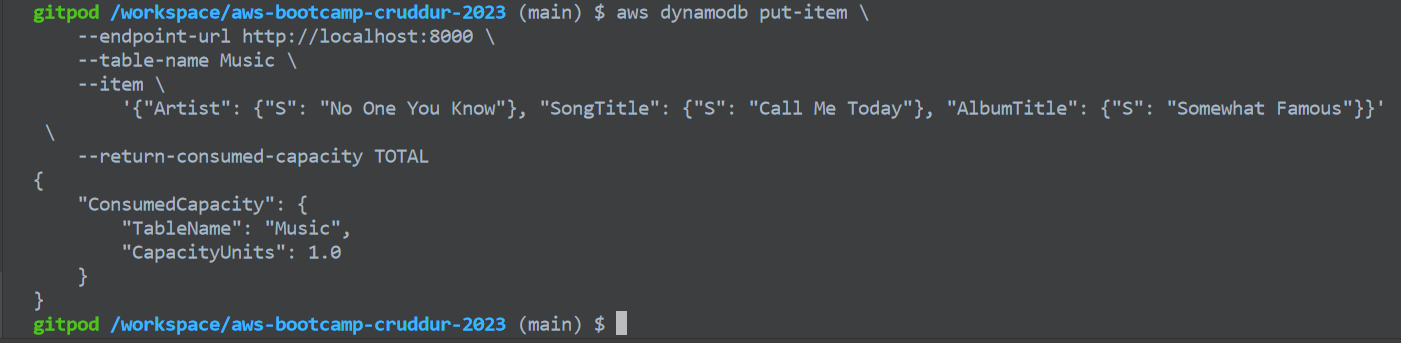 gitpod /workspace/aws-bootcamp-cruddur-2023 (main) $ aws dynamodb put-item \
    --endpoint-url http://localhost:8000 \
    --table-name Music \
    --item \
        '{"Artist": {"S": "No One You Know"}, "SongTitle": {"S": "Call Me Today"}, "AlbumTitle": {"S": "Somewhat Famous"}}'
 \
    --return-consumed-capacity TOTAL
{
    "ConsumedCapacity": {
        "TableName": "Music",
        "CapacityUnits": 1.0
    }
}
gitpod /workspace/aws-bootcamp-cruddur-2023 (main) $